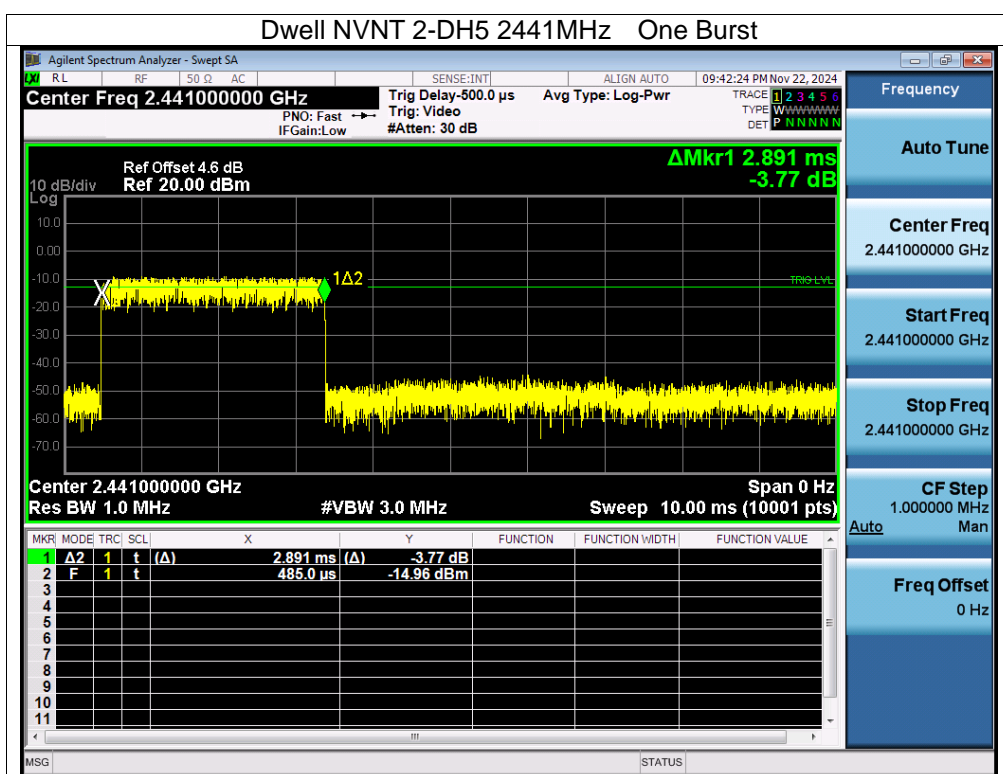 Dwell NVNT 2-DH5 2441MHz One Burst
Agilent Spectrum Analyzer - Swept SA
LXI RL RF 50 Ω AC SENSE:INT ALIGN AUTO 09:42:24 PM Nov 22, 2024
Center Freq 2.441000000 GHz
PNO: Fast
IFGain:Low
Trig Delay-500.0 µs
Trig: Video
#Atten: 30 dB
Avg Type: Log-Pwr
TRACE 1 2 3 4 5 6
TYPE WWWWWW
DET P N N N N N
Frequency
Auto Tune
Center Freq
2.441000000 GHz
Start Freq
2.441000000 GHz
Stop Freq
2.441000000 GHz
CF Step
1.000000 MHz
Auto Man
Freq Offset
0 Hz
ΔMkr1 2.891 ms
-3.77 dB
Ref Offset 4.6 dB
10 dB/div Ref 20.00 dBm
Log
10.0
0.00
-10.0
-20.0
-30.0
-40.0
-50.0
-60.0
-70.0
X
1Δ2
TRIG LVL
Center 2.441000000 GHz Span 0 Hz
Res BW 1.0 MHz #VBW 3.0 MHz Sweep 10.00 ms (10001 pts)
MKR MODE TRC SCL X Y FUNCTION FUNCTION WIDTH FUNCTION VALUE
1 Δ2 1 t (Δ) 2.891 ms (Δ) -3.77 dB
2 F 1 t 485.0 µs -14.96 dBm
3
4
5
6
7
8
9
10
11
MSG STATUS